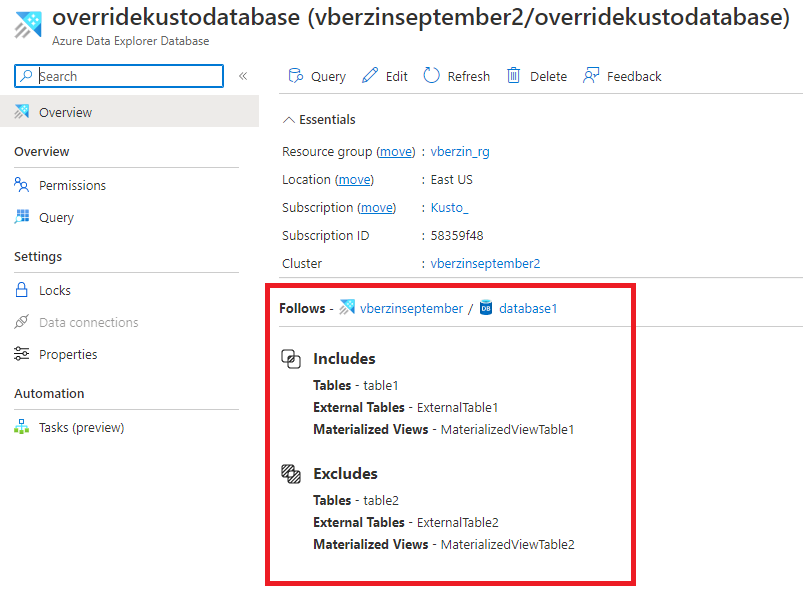 overridekustodatabase (vberzinseptember2/overridekustodatabase)
Azure Data Explorer Database
Search
«
Overview
Overview
Permissions
Query
Settings
Locks
Data connections
Properties
Automation
Tasks (preview)
Query Edit Refresh Delete Feedback
Essentials
Resource group (move) : vberzin_rg
Location (move) : East US
Subscription (move) : Kusto_
Subscription ID : 58359f48
Cluster : vberzinseptember2
Follows - vberzinseptember / DB database1
Includes
Tables - table1
External Tables - ExternalTable1
Materialized Views - MaterializedViewTable1
Excludes
Tables - table2
External Tables - ExternalTable2
Materialized Views - MaterializedViewTable2